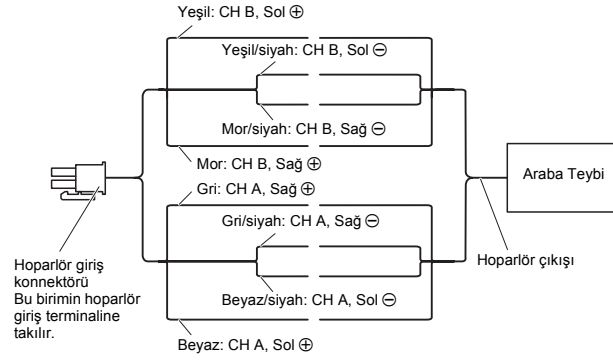 Yeşil: CH B, Sol ⊕
Yeşil/siyah: CH B, Sol ⊖
Mor/siyah: CH B, Sağ ⊖
Mor: CH B, Sağ ⊕
Gri: CH A, Sağ ⊕
Gri/siyah: CH A, Sağ ⊖
Beyaz/siyah: CH A, Sol ⊖
Beyaz: CH A, Sol ⊕
Hoparlör giriş
konnektörü
Bu birimin hoparlör
giriş terminaline
takılır.
Hoparlör çıkışı
Araba Teybi